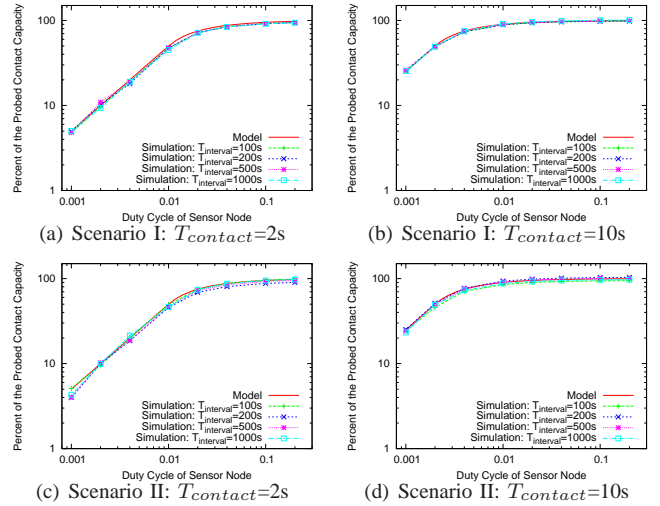 Percent of the Probed Contact Capacity
100
10
1
0.001 0.01 0.1
Duty Cycle of Sensor Node
Model
Simulation: Tinterval=100s
Simulation: Tinterval=200s
Simulation: Tinterval=500s
Simulation: Tinterval=1000s
(a) Scenario I: Tcontact=2s
Percent of the Probed Contact Capacity
100
10
1
0.001 0.01 0.1
Duty Cycle of Sensor Node
Model
Simulation: Tinterval=100s
Simulation: Tinterval=200s
Simulation: Tinterval=500s
Simulation: Tinterval=1000s
(b) Scenario I: Tcontact=10s
Percent of the Probed Contact Capacity
100
10
1
0.001 0.01 0.1
Duty Cycle of Sensor Node
Model
Simulation: Tinterval=100s
Simulation: Tinterval=200s
Simulation: Tinterval=500s
Simulation: Tinterval=1000s
(c) Scenario II: Tcontact=2s
Percent of the Probed Contact Capacity
100
10
1
0.001 0.01 0.1
Duty Cycle of Sensor Node
Model
Simulation: Tinterval=100s
Simulation: Tinterval=200s
Simulation: Tinterval=500s
Simulation: Tinterval=1000s
(d) Scenario II: Tcontact=10s